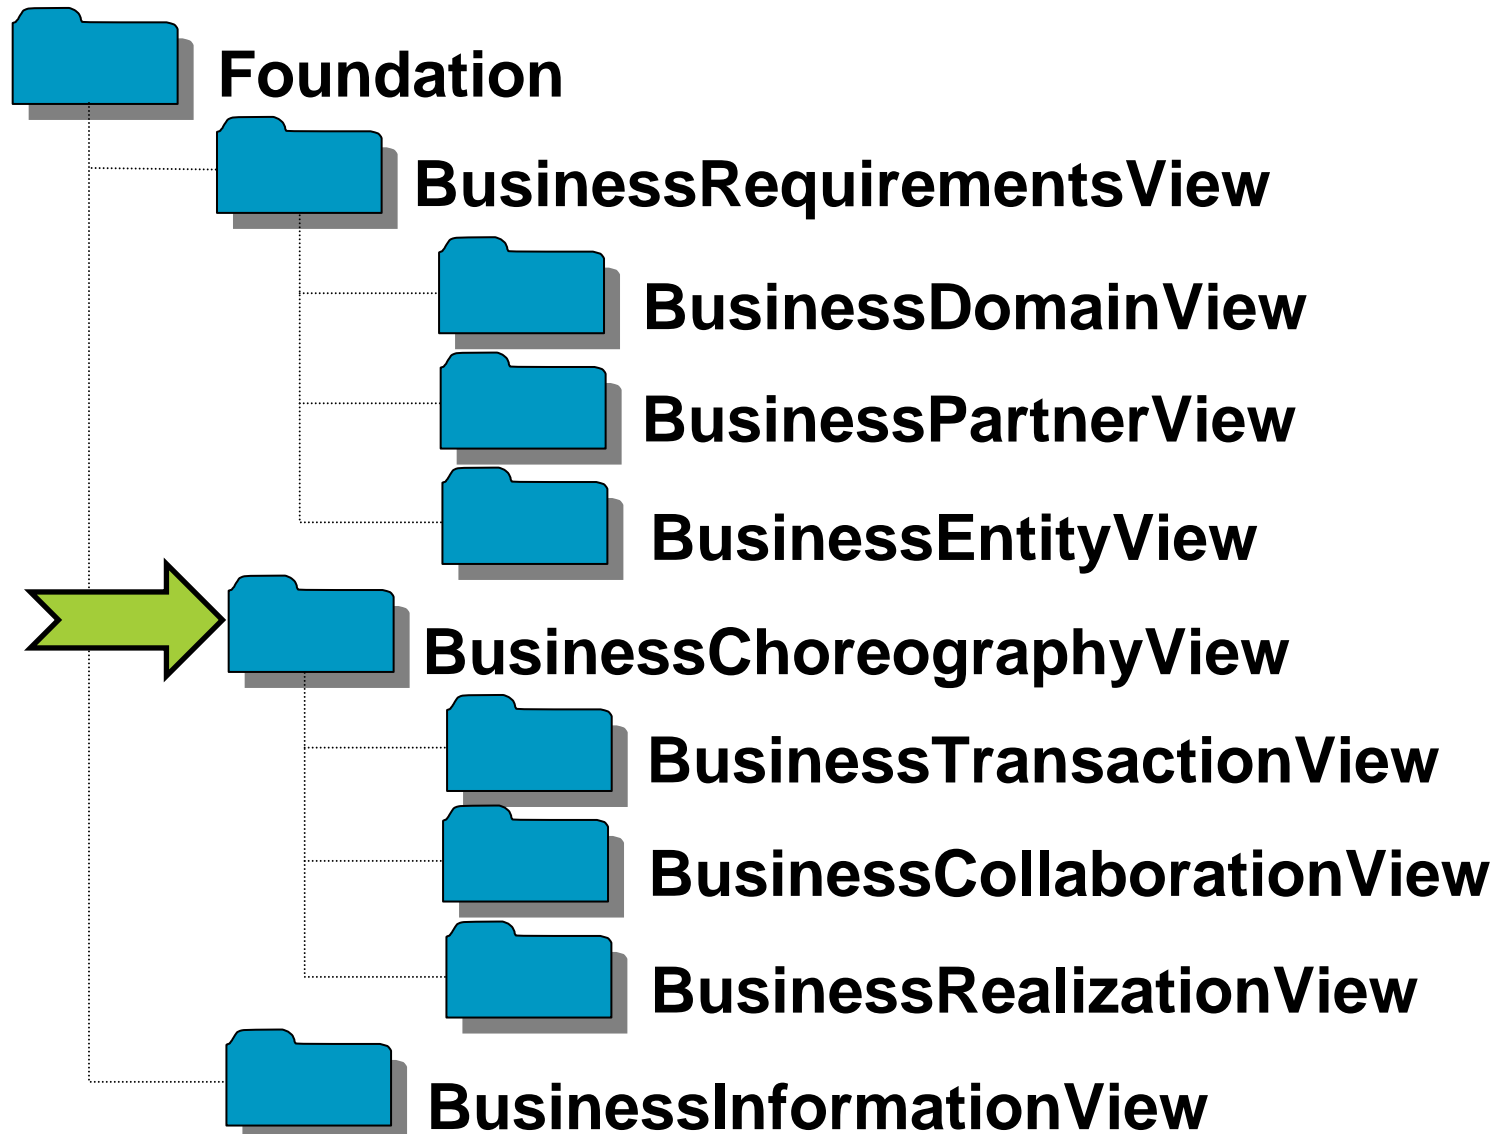 Foundation
BusinessRequirementsView
BusinessDomainView
BusinessPartnerView
BusinessEntityView
BusinessChoreographyView
BusinessTransactionView
BusinessCollaborationView
BusinessRealizationView
BusinessInformationView